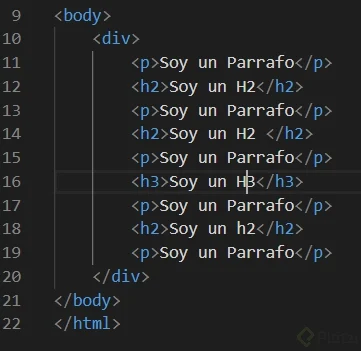 9 <body>
10 <div>
11 <p>Soy un Parrafo</p>
12 <h2>Soy un H2</h2>
13 <p>Soy un Parrafo</p>
14 <h2>Soy un H2 </h2>
15 <p>Soy un Parrafo</p>
16 <h3>Soy un H3</h3>
17 <p>Soy un Parrafo</p>
18 <h2>Soy un h2</h2>
19 <p>Soy un Parrafo</p>
20 </div>
21 </body>
22 </html>